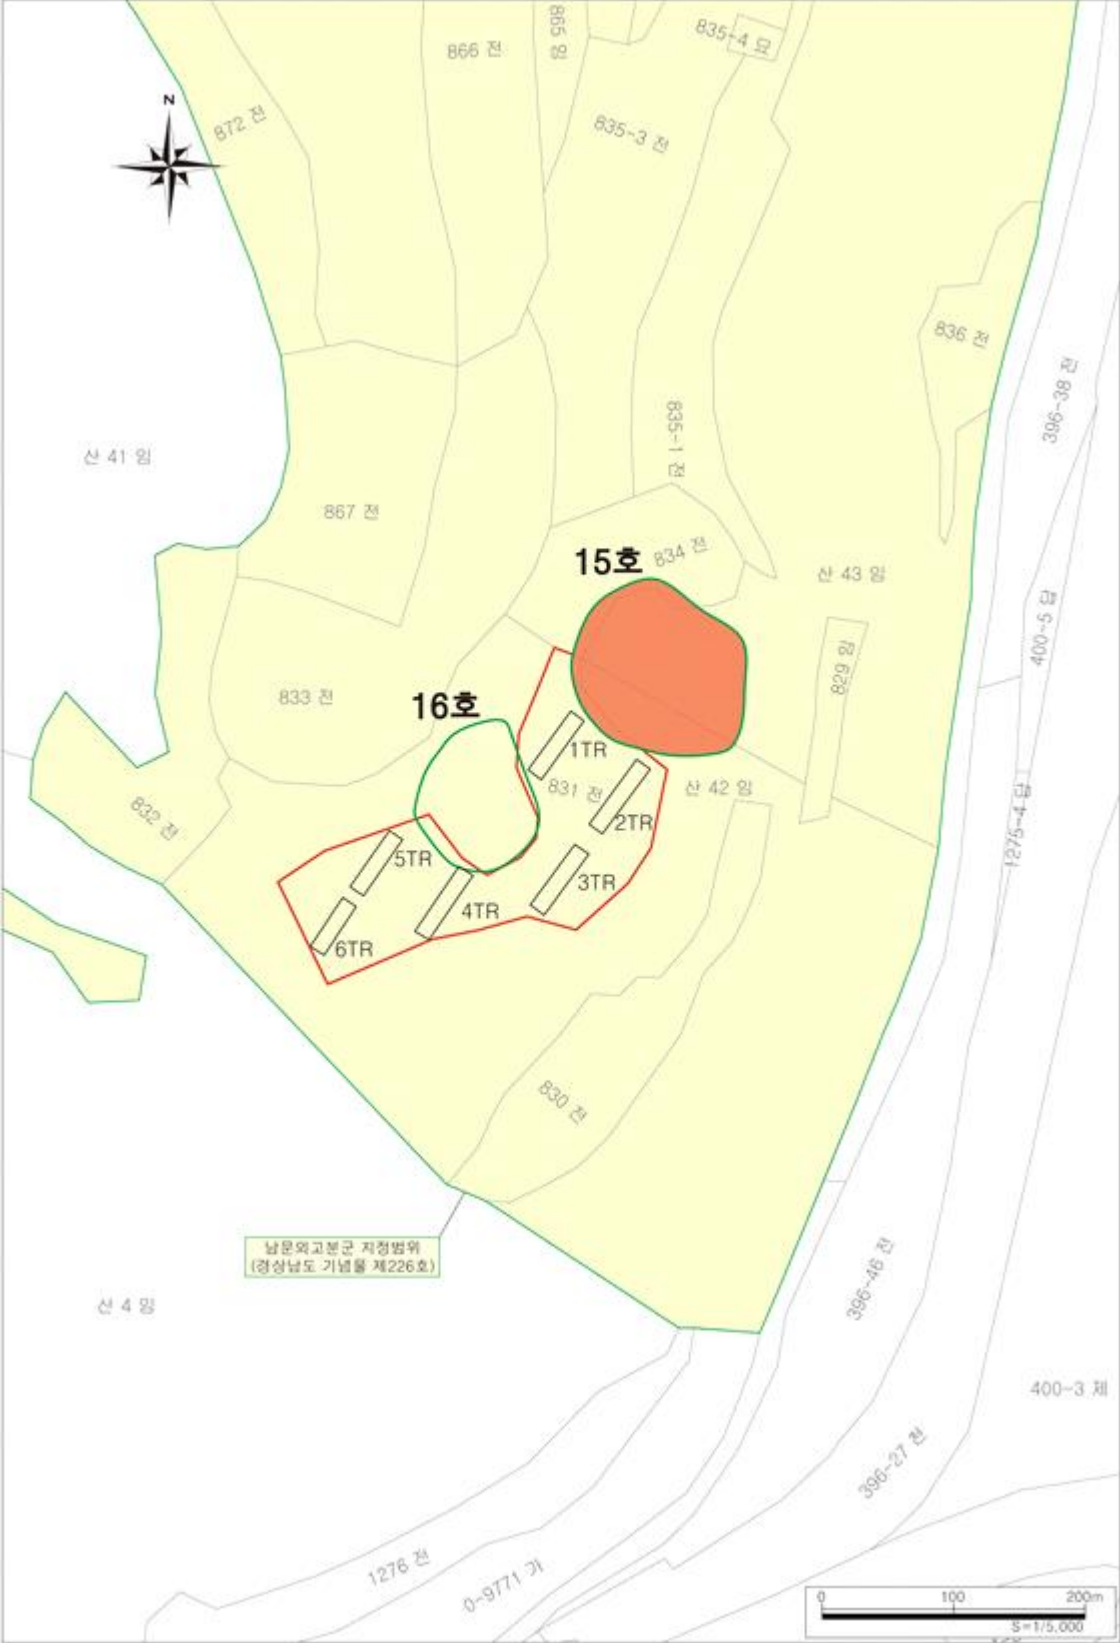 865 임
835-4 묘
866 전
N
872 전
835-3 전
836 전
396-38 전
835-1 전
산 41 임
867 전
15호
834 전
산 43 임
400-5 답
829 임
833 전
16호
1TR
831 전
산 42 임
2TR
832 전
1275-4 답
5TR
3TR
4TR
6TR
830 전
남문외고분군 지정범위
(경상남도 기념물 제226호)
396-46 전
산 4 임
400-3 제
396-27 천
1276 전
0-9771 가
0 100 200m
S=1/5,000